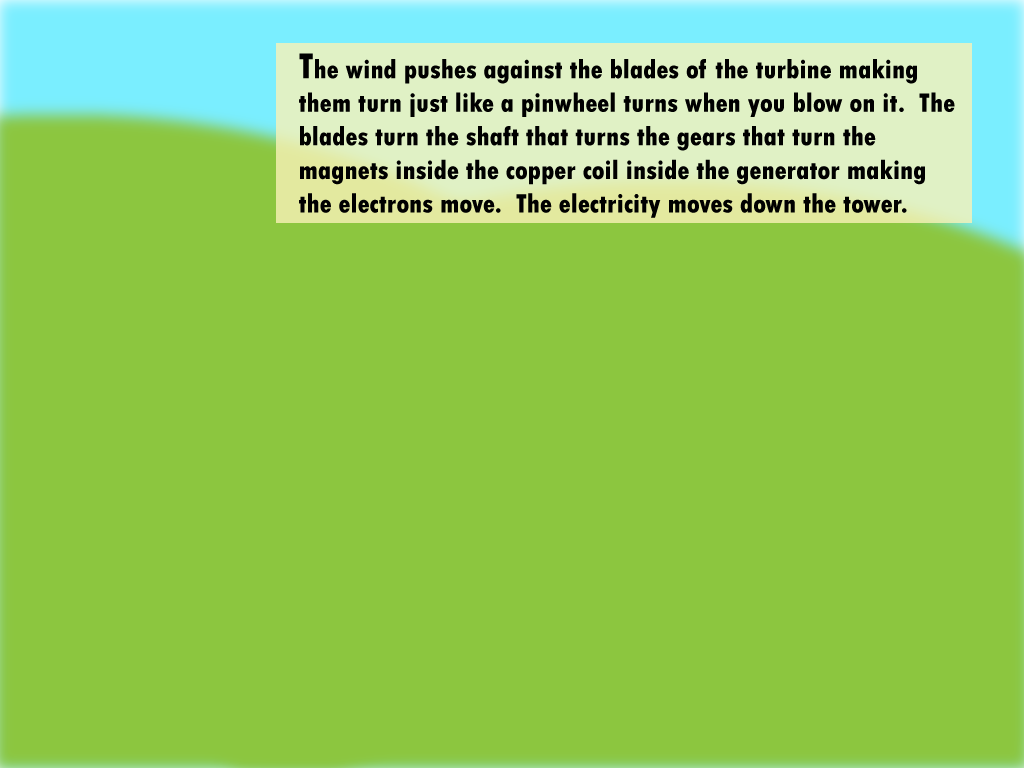 The wind pushes against the blades of the turbine making
them turn just like a pinwheel turns when you blow on it.  The
blades turn the shaft that turns the gears that turn the
magnets inside the copper coil inside the generator making
the electrons move.  The electricity moves down the tower.